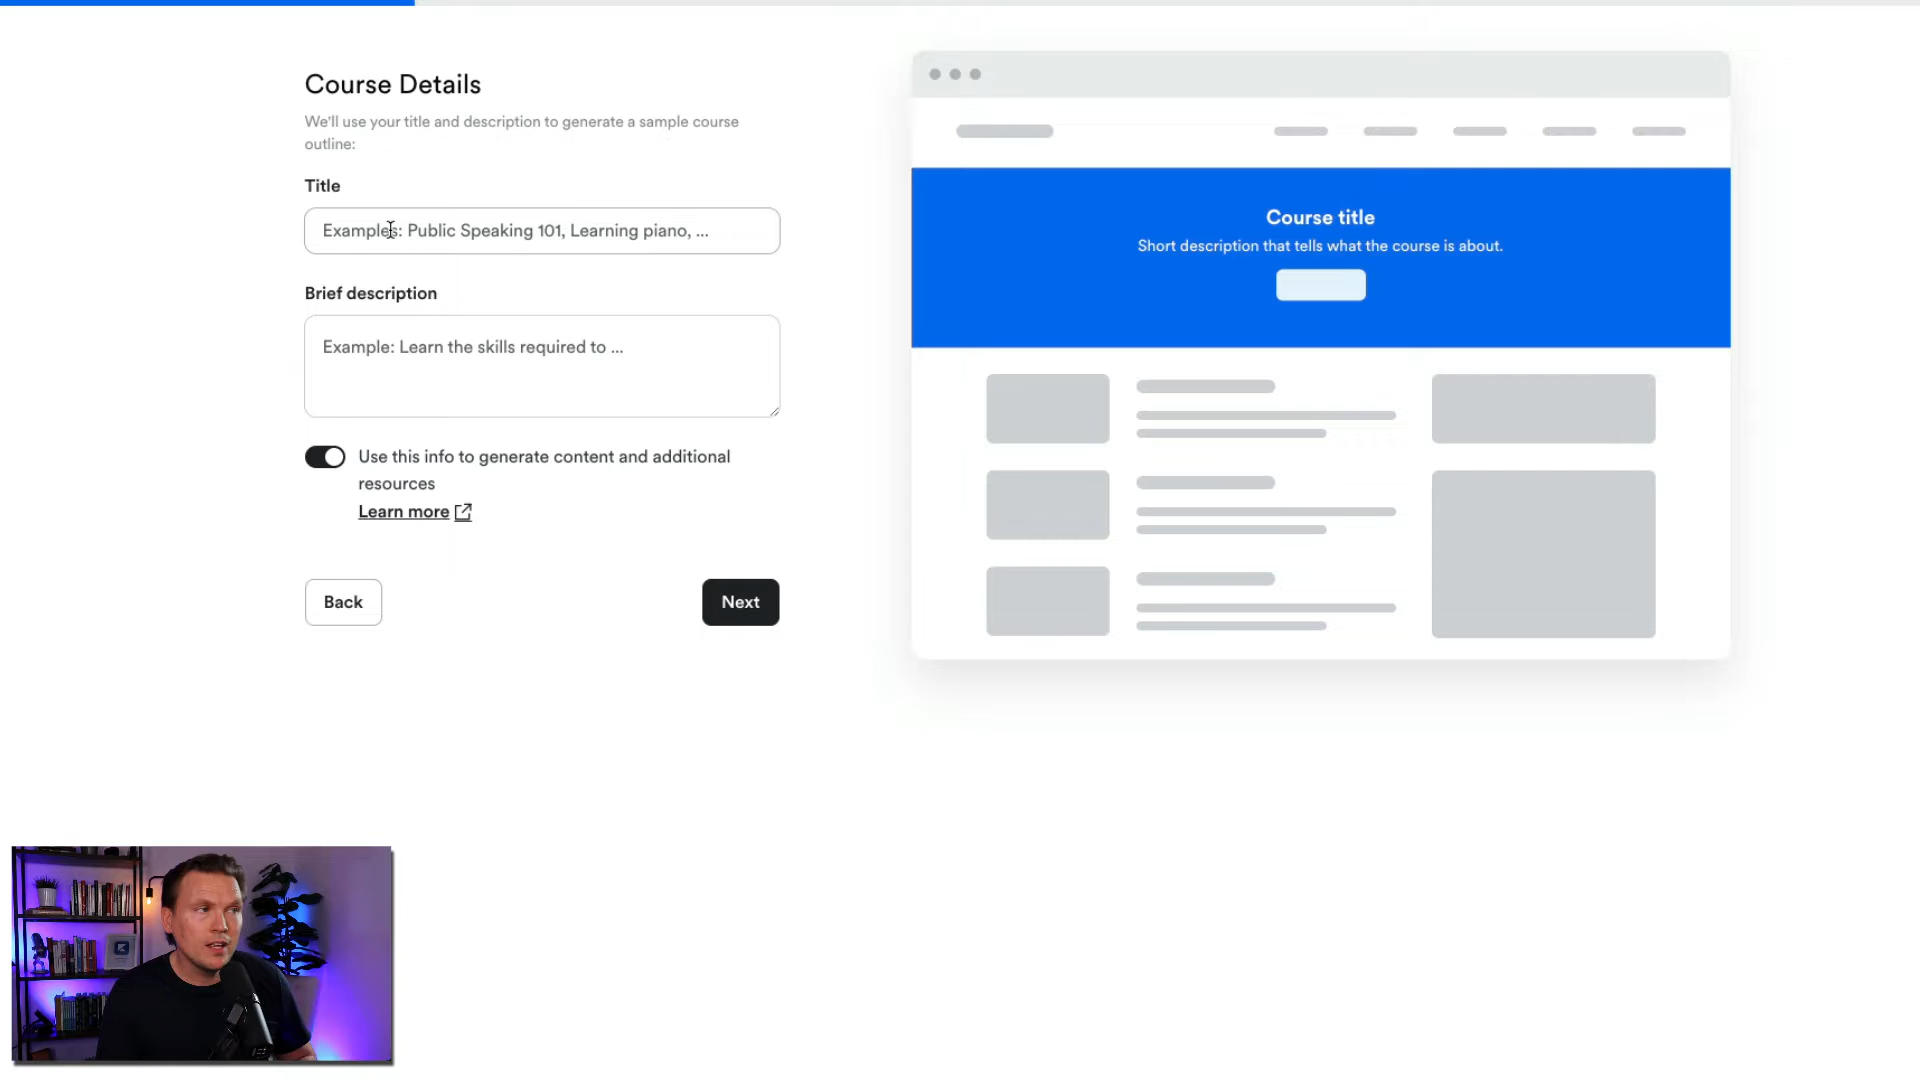 Course Details
We'll use your title and description to generate a sample course
outline:
Title
Examples: Public Speaking 101, Learning piano, ...
Brief description
Example: Learn the skills required to ...
Use this info to generate content and additional
resources
Learn more
Back
Next
Course title
Short description that tells what the course is about.